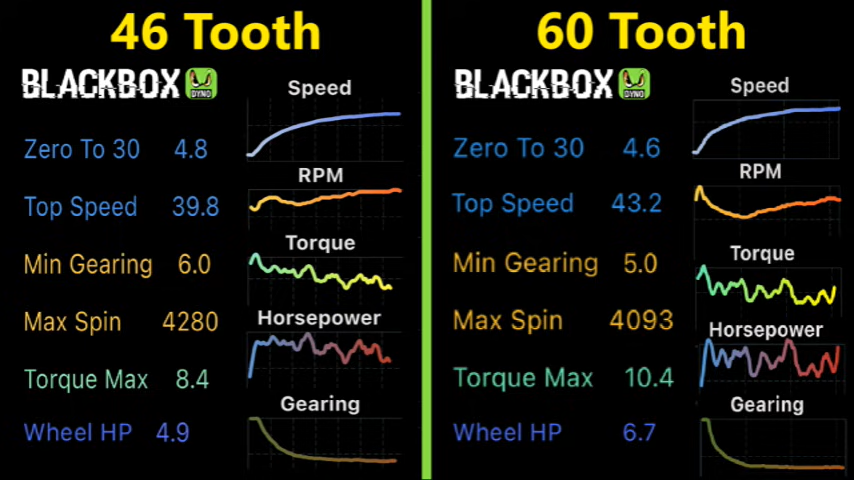 46 Tooth
BLACKBOX
DYNO
Speed
Zero To 30 4.8
RPM
Top Speed 39.8
Torque
Min Gearing 6.0
Horsepower
Max Spin 4280
Torque Max 8.4
Gearing
Wheel HP 4.9
60 Tooth
BLACKBOX
DYNO
Speed
Zero To 30 4.6
RPM
Top Speed 43.2
Torque
Min Gearing 5.0
Horsepower
Max Spin 4093
Torque Max 10.4
Gearing
Wheel HP 6.7